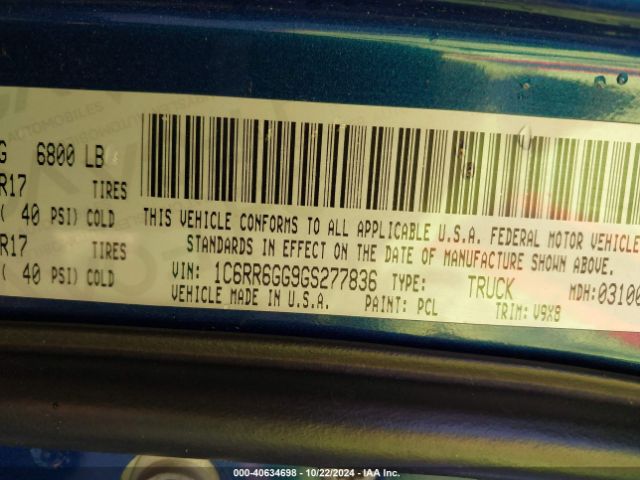 G 6800 LB
R17 TIRES
( 40 PSI) COLD
R17 TIRES
( 40 PSI) COLD
THIS VEHICLE CONFORMS TO ALL APPLICABLE U.S.A. FEDERAL MOTOR VEHICLE
STANDARDS IN EFFECT ON THE DATE OF MANUFACTURE SHOWN ABOVE.
VIN: 1C6RR6GG9GS277836 TYPE: TRUCK MDH:03100
VEHICLE MADE IN U.S.A. PAINT: PCL TRIM: V9X8
000-40634698 - 10/22/2024 - IAA Inc.